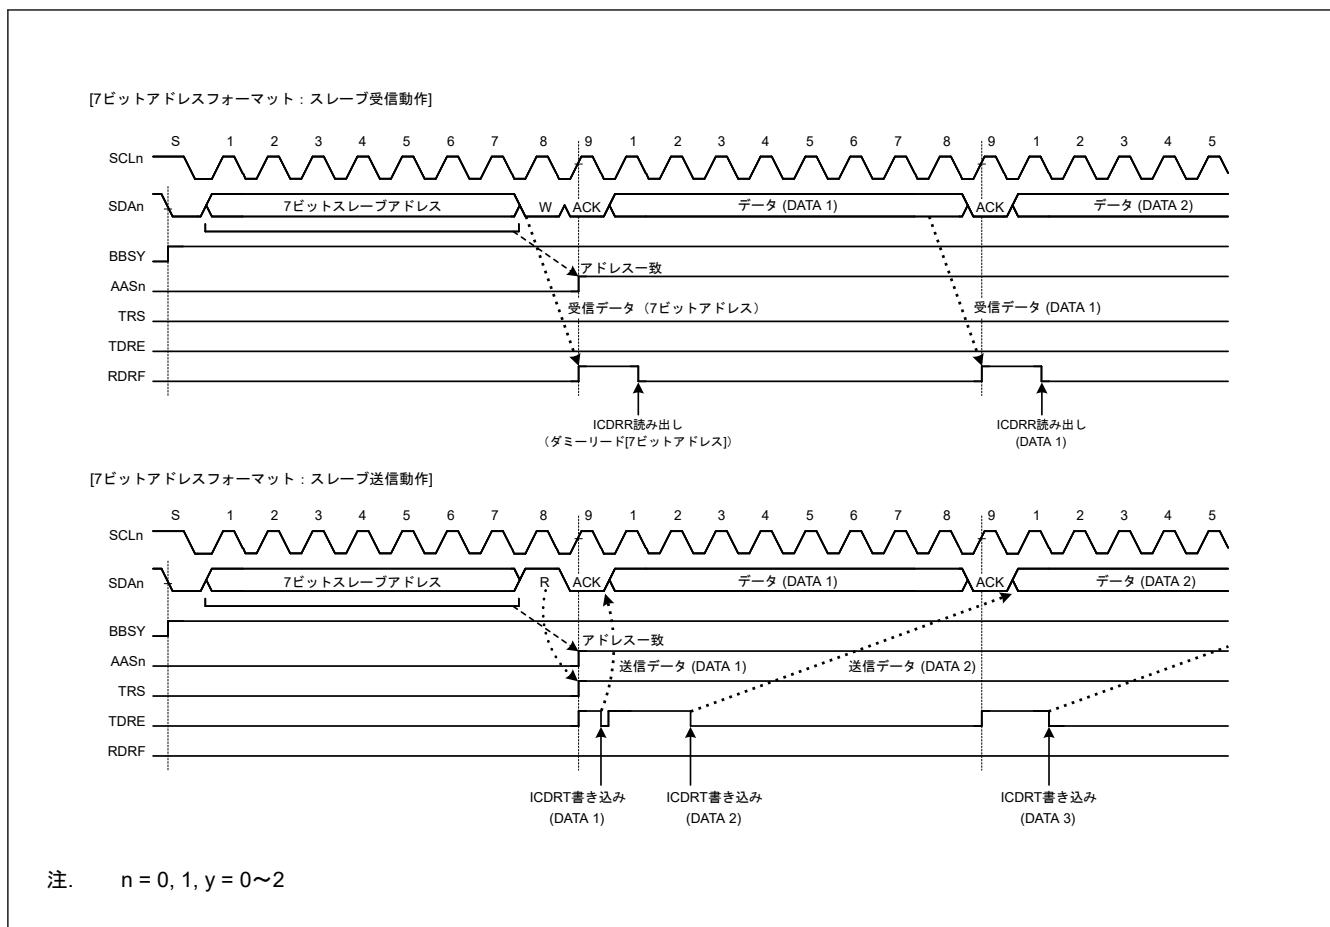 [7ビットアドレスフォーマット：スレーブ受信動作]
S 1 2 3 4 5 6 7 8 9 1 2 3 4 5 6 7 8 9 1 2 3 4 5
SCLn
SDAn 7ビットスレーブアドレス W ACK データ (DATA 1) ACK データ (DATA 2)
BBSY
アドレス一致
AASn
受信データ（7ビットアドレス） 受信データ (DATA 1)
TRS
TDRE
RDRF
ICDRR読み出し ICDRR読み出し
（ダミーリード[7ビットアドレス]） (DATA 1)
[7ビットアドレスフォーマット：スレーブ送信動作]
S 1 2 3 4 5 6 7 8 9 1 2 3 4 5 6 7 8 9 1 2 3 4 5
SCLn
SDAn 7ビットスレーブアドレス R ACK データ (DATA 1) ACK データ (DATA 2)
BBSY
アドレス一致
AASn
送信データ (DATA 1) 送信データ (DATA 2)
TRS
TDRE
RDRF
ICDRT書き込み ICDRT書き込み ICDRT書き込み
(DATA 1) (DATA 2) (DATA 3)
注. n = 0, 1, y = 0～2